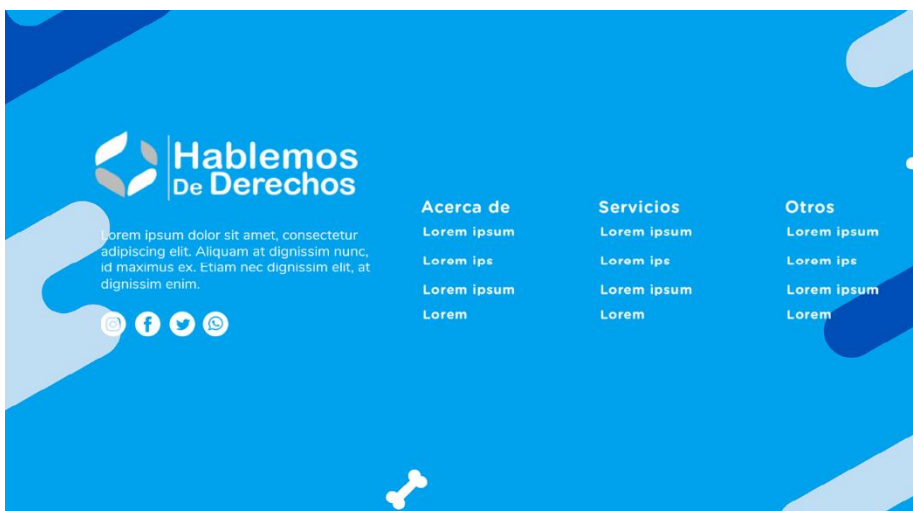 Hablemos
De Derechos
Lorem ipsum dolor sit amet, consectetur
adipiscing elit. Aliquam at dignissim nunc,
id maximus ex. Etiam nec dignissim elit, at
dignissim enim.
Acerca de
Lorem ipsum
Lorem ips
Lorem ipsum
Lorem
Servicios
Lorem ipsum
Lorem ips
Lorem ipsum
Lorem
Otros
Lorem ipsum
Lorem ips
Lorem ipsum
Lorem